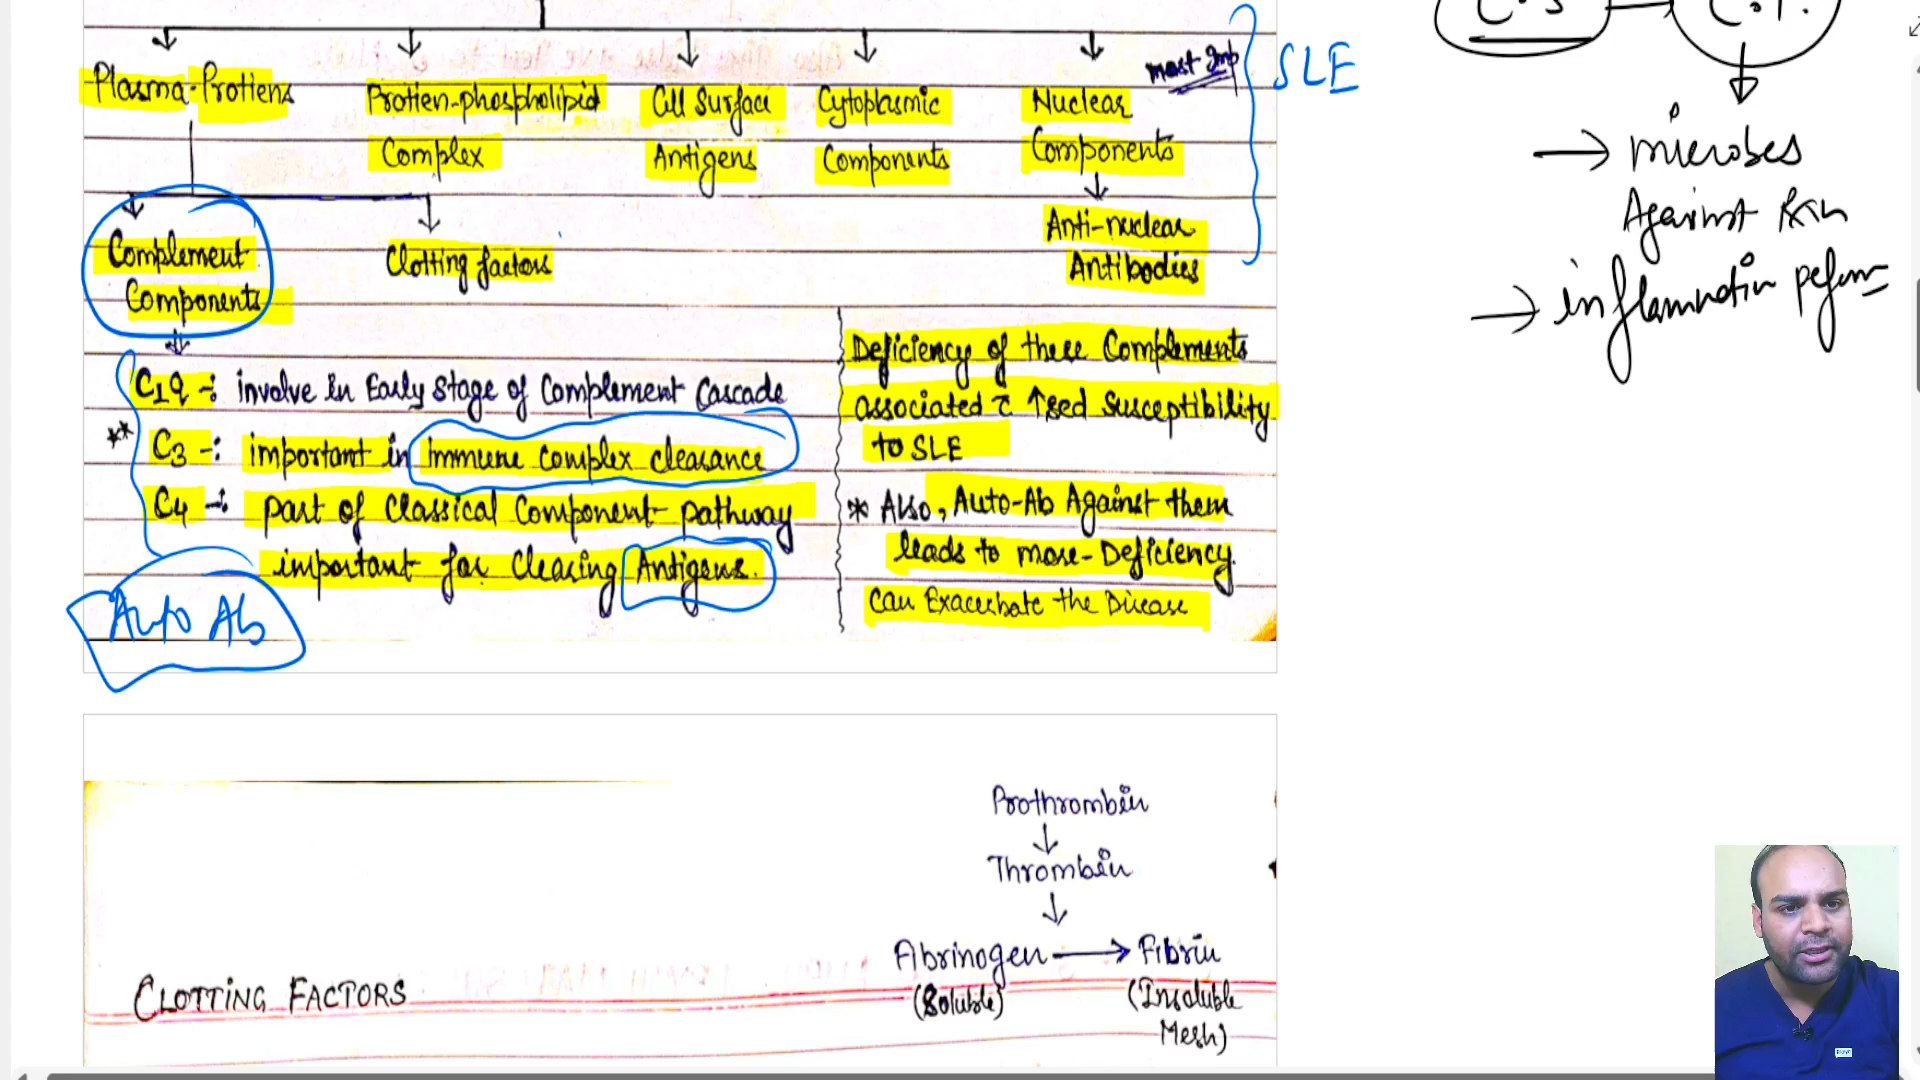 Plasma-Protiens
Protien-phospholipid
Complex
Cell Surface
Antigens
Cytoplasmic
Components
Nuclear
Components
most Imp
SLE
Anti-nuclear
Antibodies
Complement
Components
Clotting factors
C1q -: involve in Early stage of Complement Cascade
** C3 -: important in immune complex clearance
C4 -: part of Classical Component pathway
important for Clearing Antigens.
Auto Ab
Deficiency of these Complements
associated c̄ ↑sed Susceptibility
to SLE
* Also, Auto-Ab Against them
leads to more-Deficiency.
Can Exacerbate the Disease
→ microbes
Against
→ inflammation
Prothrombin
↓
Thrombin
↓
Fibrinogen → Fibrin
(Soluble) (Insoluble
Mesh)
CLOTTING FACTORS